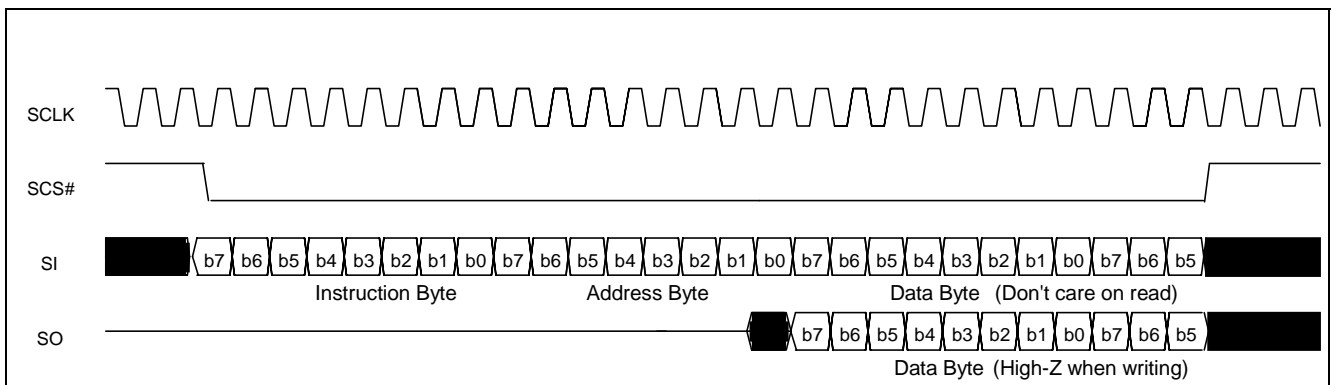 SCLK
SCS#
SI b7 b6 b5 b4 b3 b2 b1 b0 b7 b6 b5 b4 b3 b2 b1 b0 b7 b6 b5 b4 b3 b2 b1 b0 b7 b6 b5
Instruction Byte Address Byte Data Byte (Don't care on read)
SO b7 b6 b5 b4 b3 b2 b1 b0 b7 b6 b5
Data Byte (High-Z when writing)